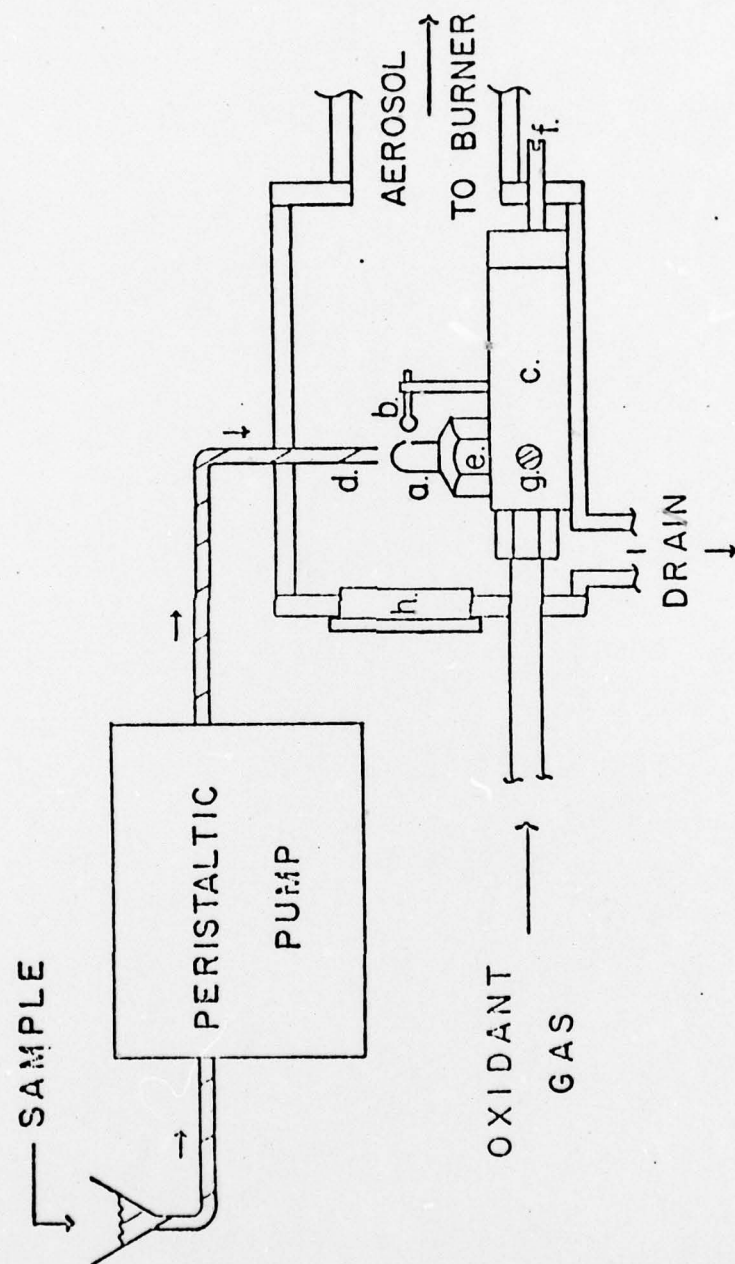 SAMPLE
PERISTALTIC
PUMP
OXIDANT
GAS
AEROSOL
TO BURNER
DRAIN
a.
b.
c.
d.
e.
f.
g.
h.